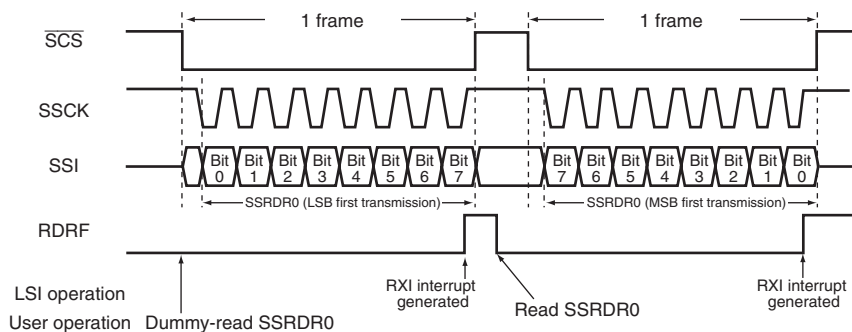 1 frame 1 frame
SCS
SSCK
SSI Bit 0 Bit 1 Bit 2 Bit 3 Bit 4 Bit 5 Bit 6 Bit 7 Bit 7 Bit 6 Bit 5 Bit 4 Bit 3 Bit 2 Bit 1 Bit 0
SSRDR0 (LSB first transmission) SSRDR0 (MSB first transmission)
RDRF
LSI operation RXI interrupt generated RXI interrupt generated
User operation Dummy-read SSRDR0 Read SSRDR0